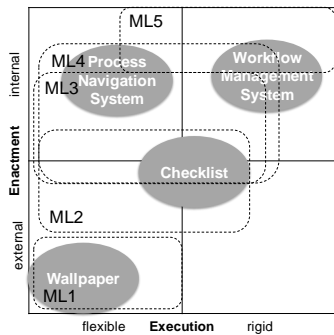 ML5
ML4
Process
Navigation
System
Workflow
Management
System
ML3
internal
Enactment
Checklist
ML2
external
Wallpaper
ML1
flexible Execution rigid